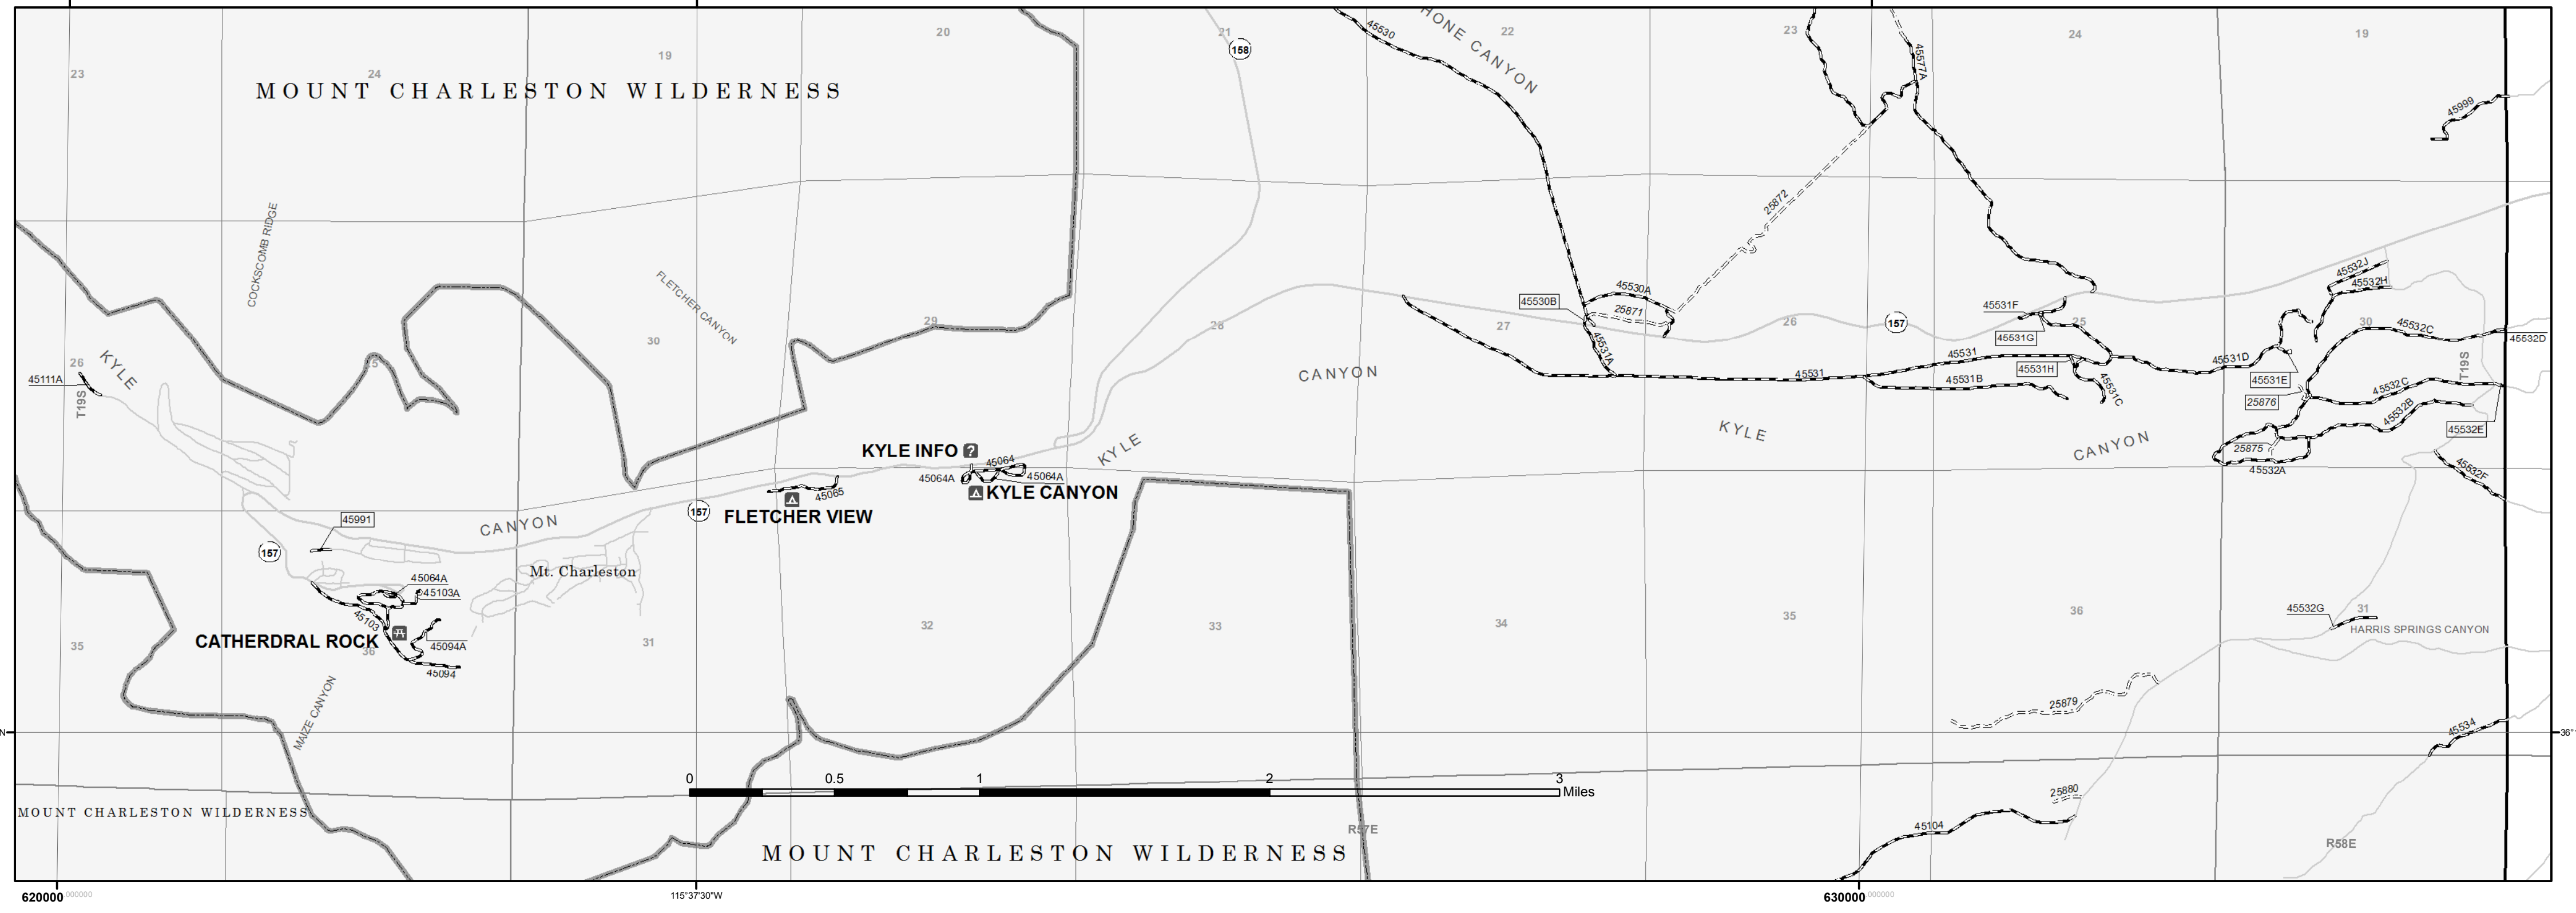 20
21
22
23
24
19
HONE CANYON
45530
158
19
45577A
23
24
MOUNT CHARLESTON WILDERNESS
45999
25872
COCKSCOMB RIDGE
FLETCHER CANYON
45532J
45532H
45530A
45530B
25871
45531F
29
28
27
26
157
25
30
45532C
45531G
45532D
30
45531A
KYLE
26
25
45111A
T19S
CANYON
45531
45531
45531D
T19S
45531H
45531B
45531E
45531C
45532C
25876
45532B
45532E
KYLE
CANYON
KYLE
KYLE INFO
?
45064
45064A
45064A
25875
45532A
45532F
KYLE CANYON
45065
FLETCHER VIEW
157
CANYON
45991
157
Mt. Charleston
45064A
45103A
45103
CATHERDRAL ROCK
45094A
36
45094
35
31
32
33
34
35
36
31
45532G
HARRIS SPRINGS CANYON
MAIZE CANYON
25879
45534
N
36°
0
0.5
1
2
3
Miles
25880
MOUNT CHARLESTON WILDERNESS
45104
R57E
R58E
MOUNT CHARLESTON WILDERNESS
620000.000000
115°37'30"W
630000.000000